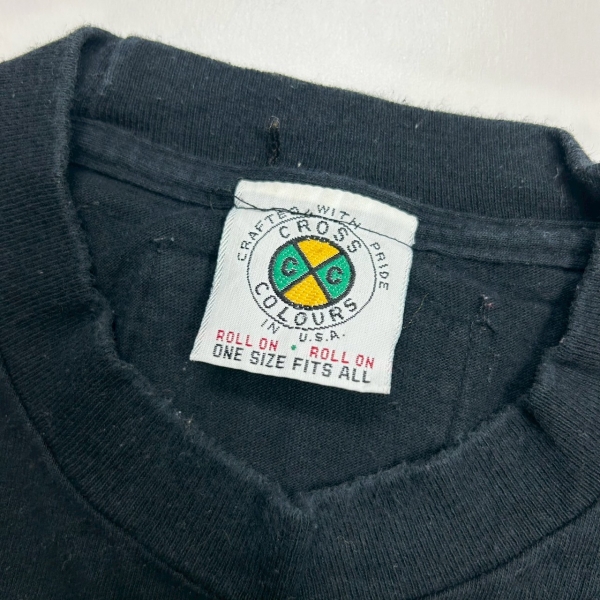 CRAFTED WITH PRIDE
CROSS
C C
COLOURS
IN U.S.A.
ROLL ON • ROLL ON
ONE SIZE FITS ALL